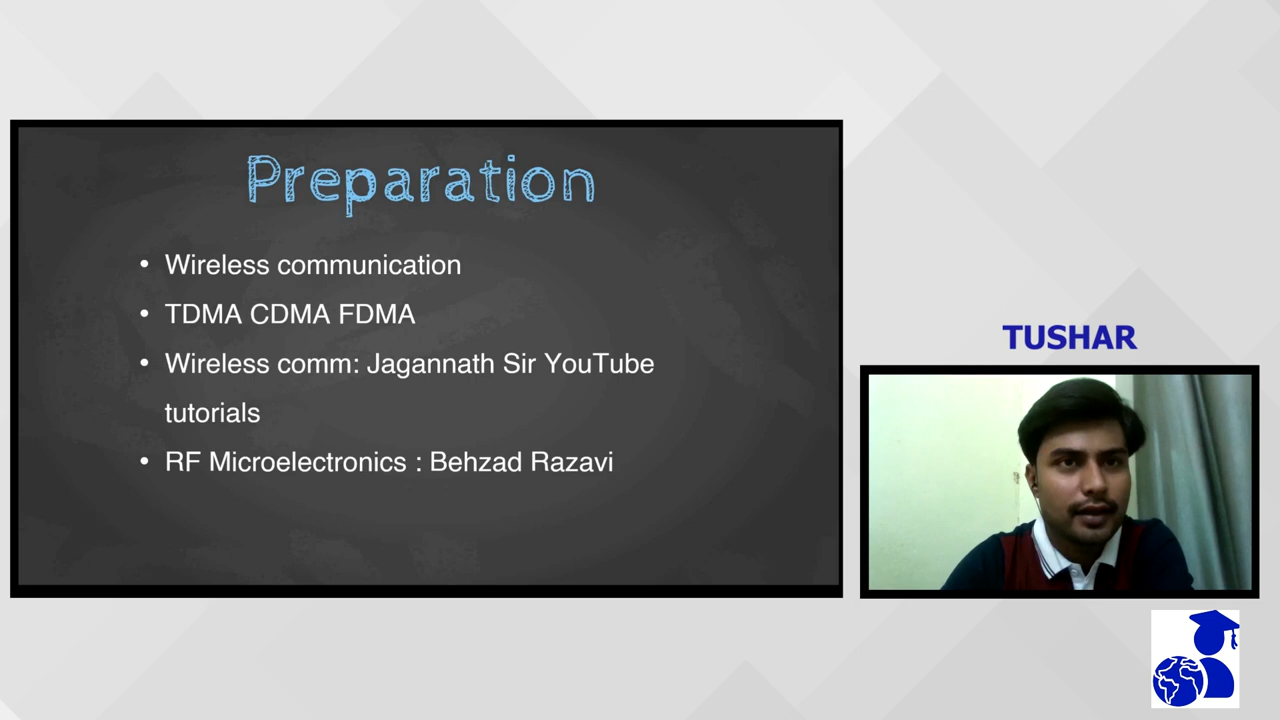 Preparation
• Wireless communication
• TDMA CDMA FDMA
• Wireless comm: Jagannath Sir YouTube
tutorials
• RF Microelectronics : Behzad Razavi
TUSHAR